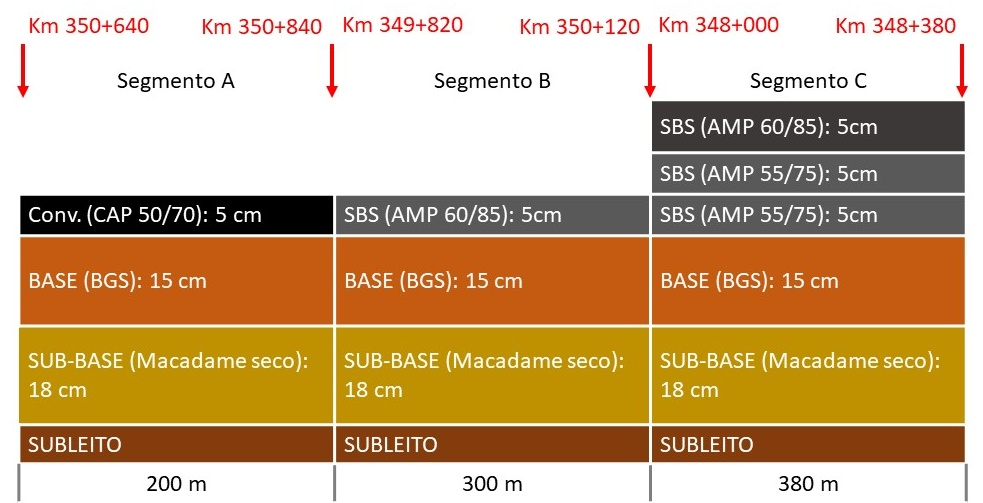 Km 350+640
Km 350+840
Km 349+820
Km 350+120
Km 348+000
Km 348+380
Segmento A
Segmento B
Segmento C
SBS (AMP 60/85): 5cm
SBS (AMP 55/75): 5cm
Conv. (CAP 50/70): 5 cm
SBS (AMP 60/85): 5cm
SBS (AMP 55/75): 5cm
BASE (BGS): 15 cm
BASE (BGS): 15 cm
BASE (BGS): 15 cm
SUB-BASE (Macadame seco):
18 cm
SUB-BASE (Macadame seco):
18 cm
SUB-BASE (Macadame seco):
18 cm
SUBLEITO
SUBLEITO
SUBLEITO
200 m
300 m
380 m